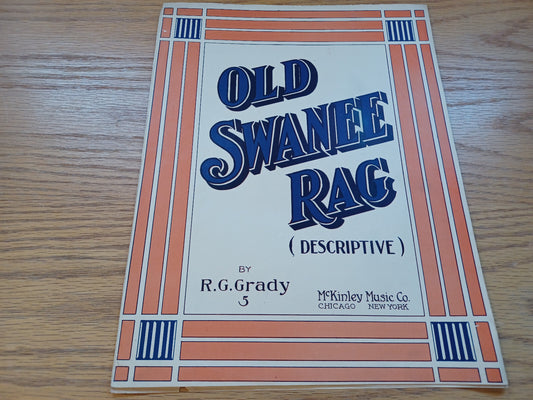 OLD
SWANEE
RAG
(DESCRIPTIVE)
BY
R.G.Grady
5
McKinley Music Co.
CHICAGO NEW YORK